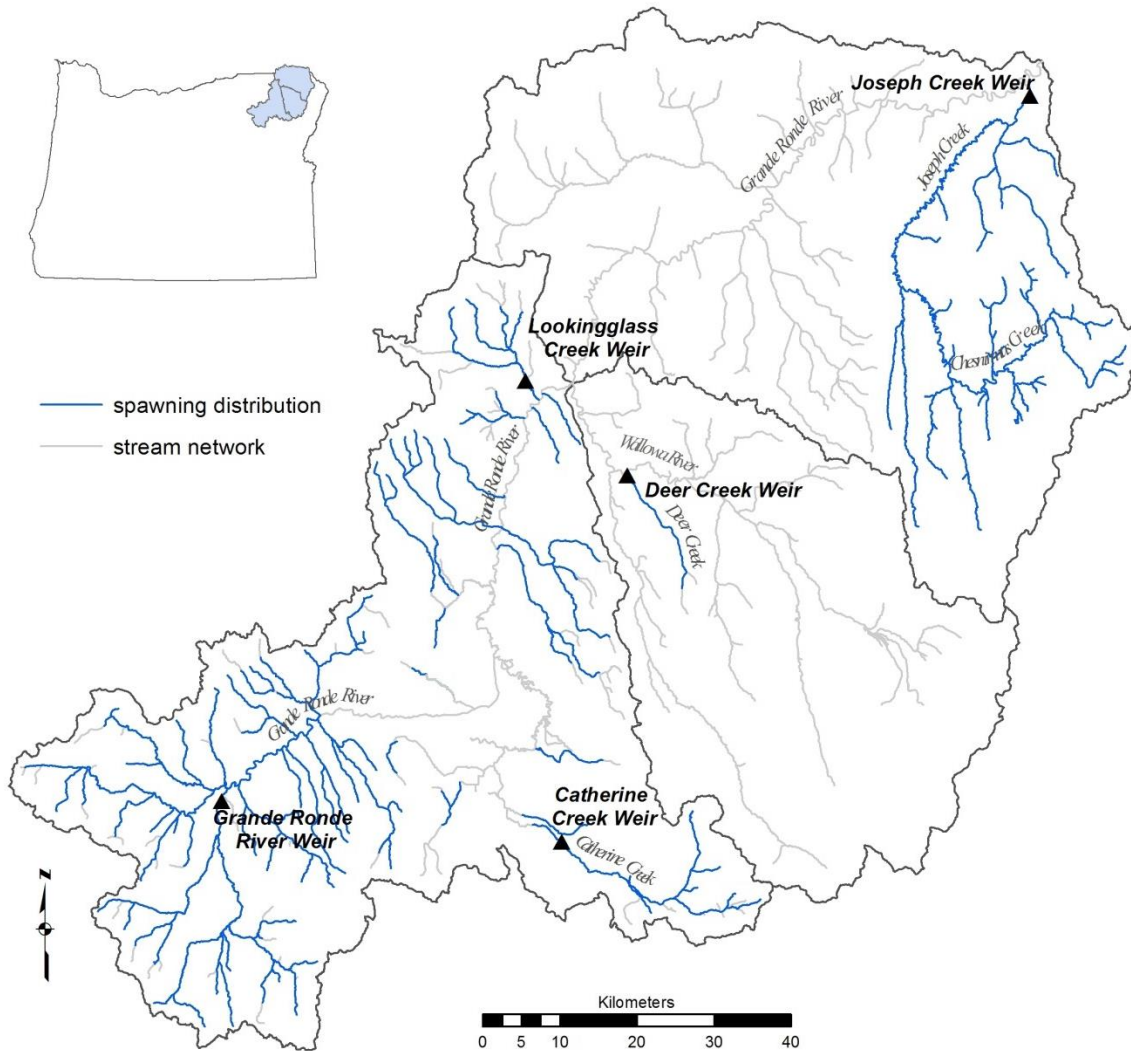 Joseph Creek Weir
Grande Ronde River
Joseph Creek
Lookingglass
Creek Weir
Chesnimnus Creek
spawning distribution
stream network
Grande Ronde River
Wallowa River
Deer Creek Weir
Deer Creek
Grande Ronde River
Catherine
Creek Weir
Grande Ronde
River Weir
Catherine Creek
N
Kilometers
0 5 10 20 30 40